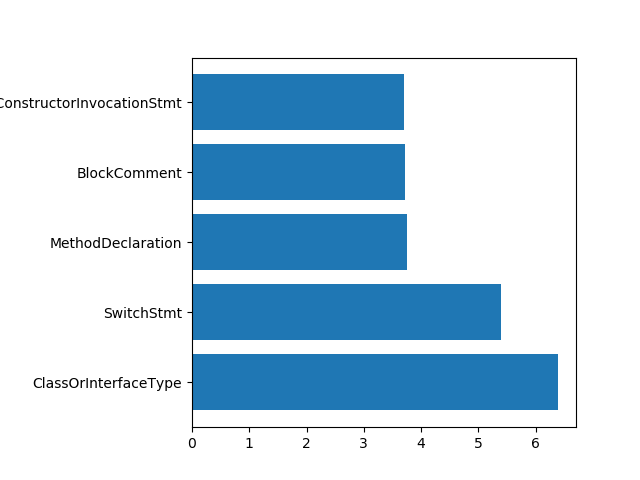 ConstructorInvocationStmt
BlockComment
MethodDeclaration
SwitchStmt
ClassOrInterfaceType
0 1 2 3 4 5 6